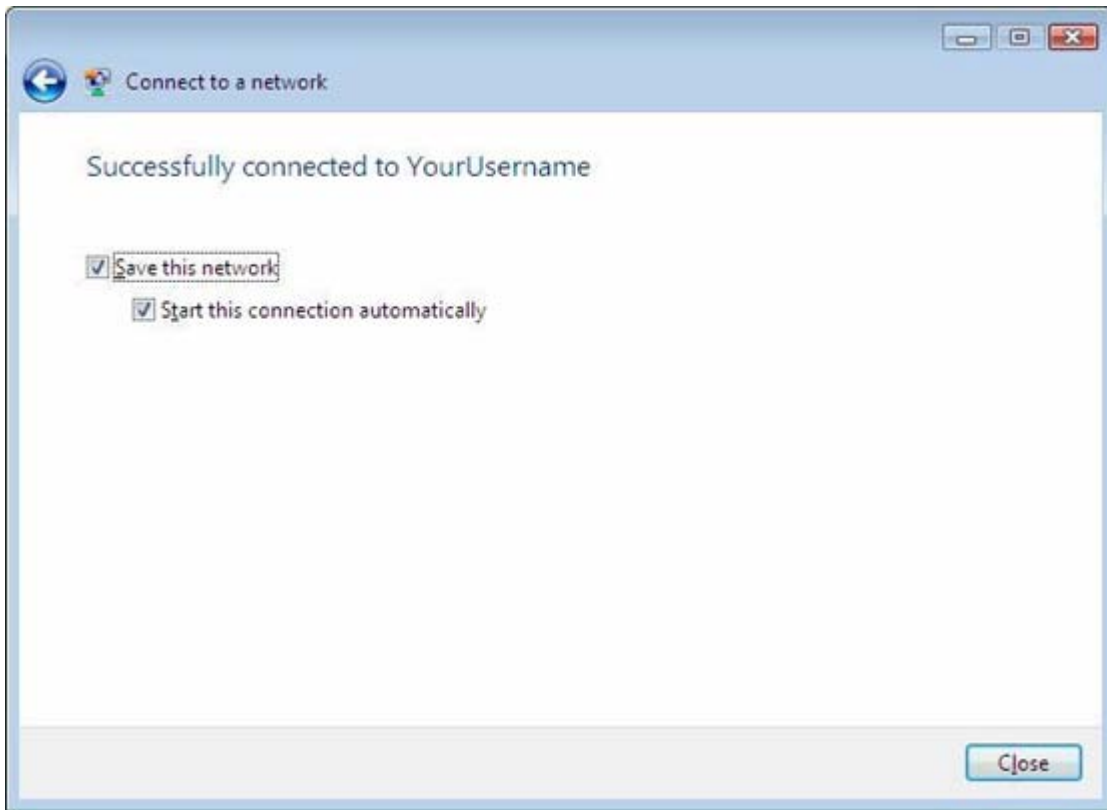 Connect to a network
Successfully connected to YourUsername
Save this network
Start this connection automatically
Close